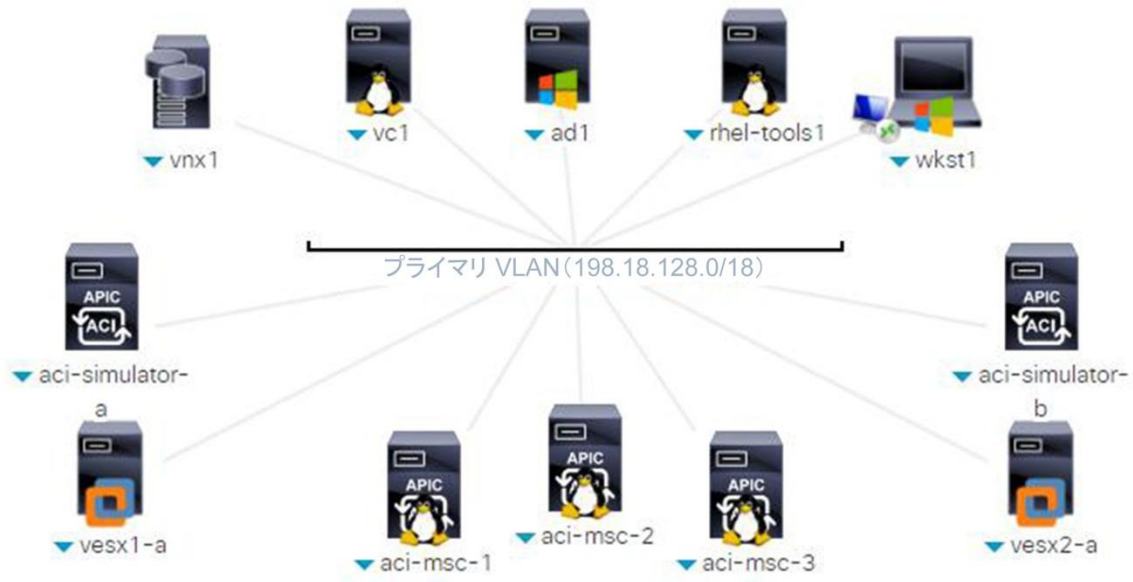 vnx1
vc1
ad1
rhel-tools1
wkst1
プライマリ VLAN（198.18.128.0/18）
APIC
ACI
aci-simulator-
a
APIC
ACI
aci-simulator-
b
vesx1-a
APIC
aci-msc-1
APIC
aci-msc-2
APIC
aci-msc-3
vesx2-a